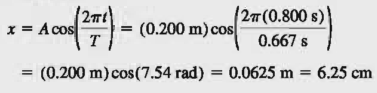 x = A cos(2πt/T) = (0.200 m) cos(2π(0.800 s)/0.667 s)
= (0.200 m) cos(7.54 rad) = 0.0625 m = 6.25 cm